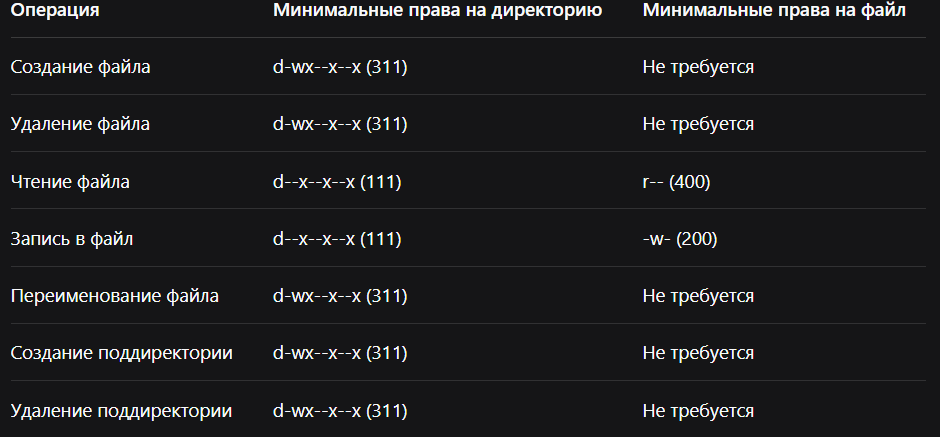 Операция Минимальные права на директорию Минимальные права на файл
Создание файла d-wx--x--x (311) Не требуется
Удаление файла d-wx--x--x (311) Не требуется
Чтение файла d--x--x--x (111) r-- (400)
Запись в файл d--x--x--x (111) -w- (200)
Переименование файла d-wx--x--x (311) Не требуется
Создание поддиректории d-wx--x--x (311) Не требуется
Удаление поддиректории d-wx--x--x (311) Не требуется